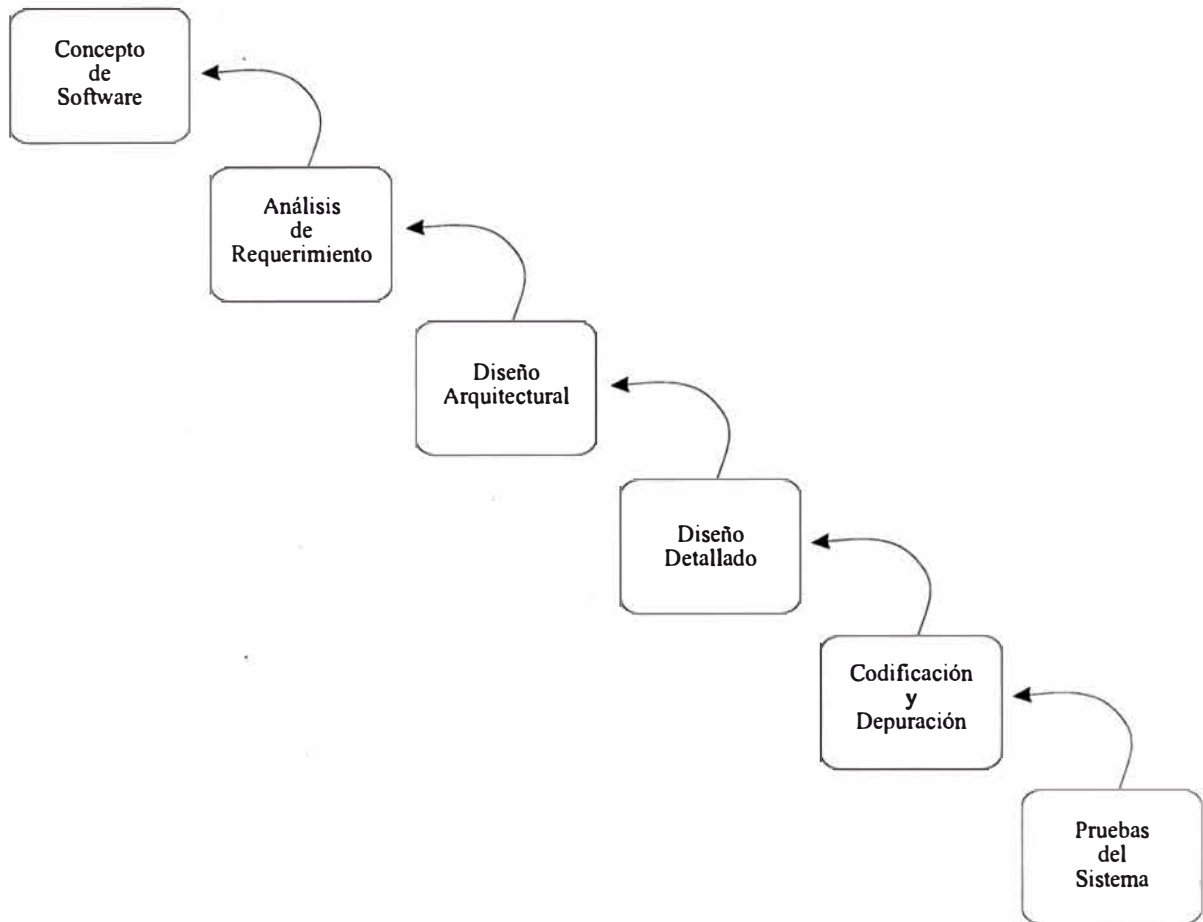 Concepto
de
Software
Análisis
de
Requerimiento
Diseño
Arquitectural
Diseño
Detallado
Codificación
y
Depuración
Pruebas
del
Sistema